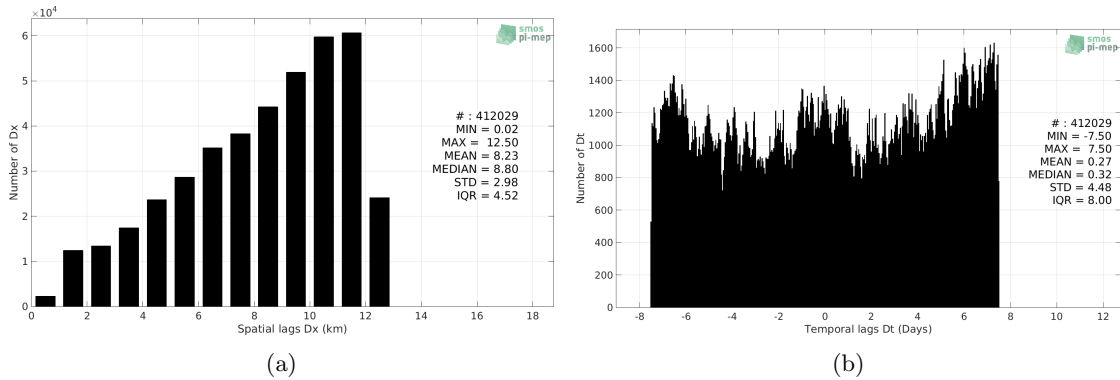 ×10^4
6
5
4
3
2
1
0
Number of Dx
0 2 4 6 8 10 12 14 16 18
Spatial lags Dx (km)
smos
pi-mep
# : 412029
MIN = 0.02
MAX = 12.50
MEAN = 8.23
MEDIAN = 8.80
STD = 2.98
IQR = 4.52
(a)
1600
1400
1200
1000
800
600
400
200
0
Number of Dt
-8 -6 -4 -2 0 2 4 6 8 10 12
Temporal lags Dt (Days)
smos
pi-mep
# : 412029
MIN = -7.50
MAX = 7.50
MEAN = 0.27
MEDIAN = 0.32
STD = 4.48
IQR = 8.00
(b)